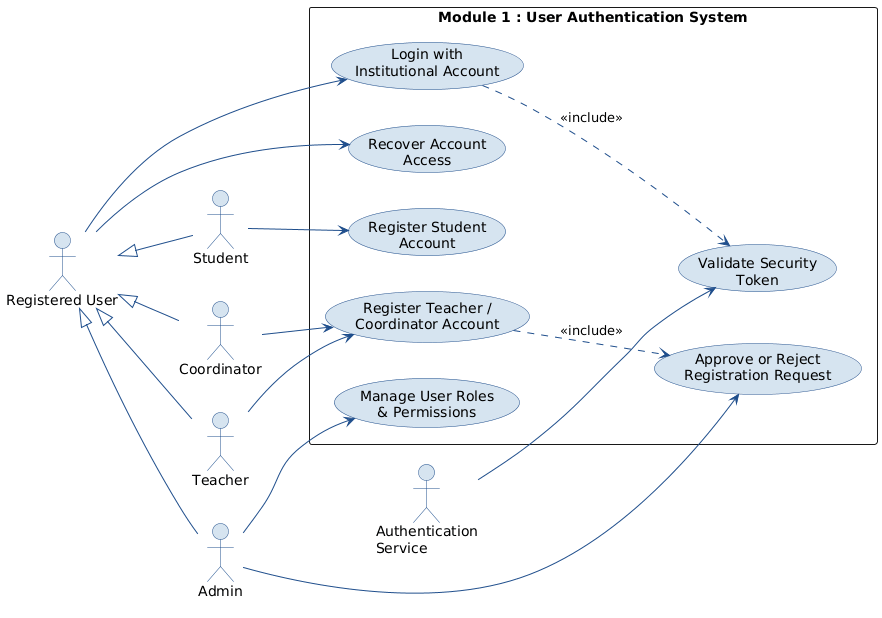 Module 1 : User Authentication System
Login with
Institutional Account
«include»
Recover Account
Access
Student
Register Student
Account
Registered User
Validate Security
Token
Coordinator
Register Teacher /
Coordinator Account
«include»
Approve or Reject
Registration Request
Manage User Roles
& Permissions
Teacher
Authentication
Service
Admin